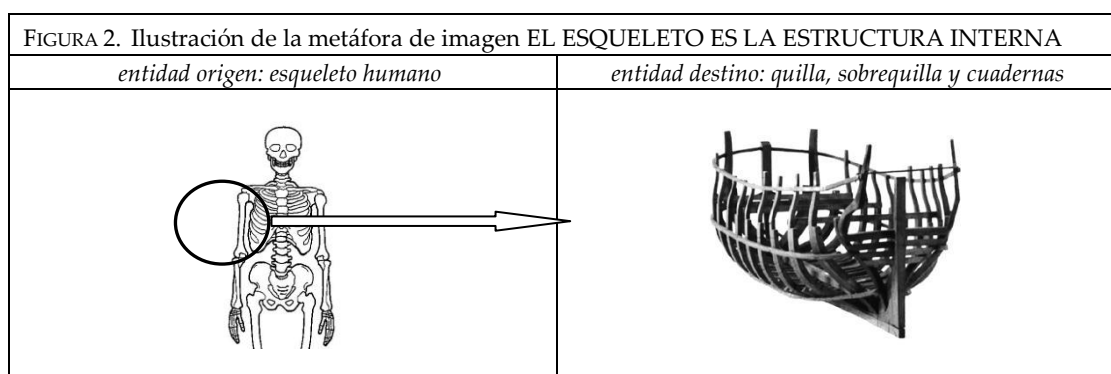 FIGURA 2. Ilustración de la metáfora de imagen EL ESQUELETO ES LA ESTRUCTURA INTERNA
entidad origen: esqueleto humano
entidad destino: quilla, sobrequilla y cuadernas